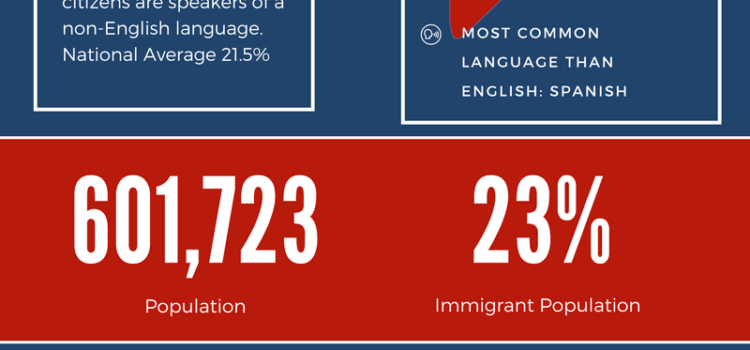 citizens are speakers of a
non-English language.
National Average 21.5%
MOST COMMON
LANGUAGE THAN
ENGLISH: SPANISH
601,723
Population
23%
Immigrant Population